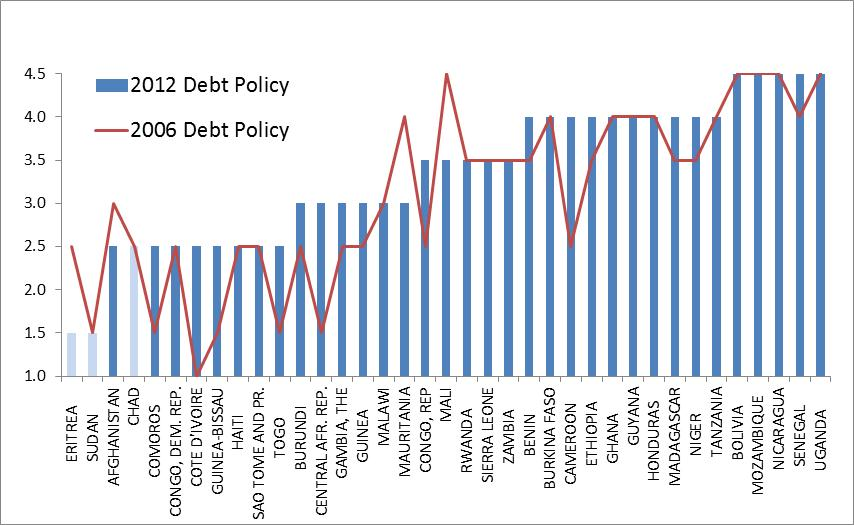 4.5
2012 Debt Policy
4.0
2006 Debt Policy
3.5
3.0
2.5
2.0
1.5
1.0
ERITREA
SUDAN
AFGHANISTAN
CHAD
COMOROS
CONGO, DEM. REP.
COTE D'IVOIRE
GUINEA-BISSAU
HAITI
SAO TOME AND PR.
TOGO
BURUNDI
CENTRAL AFR. REP.
GAMBIA, THE
GUINEA
MALAWI
MAURITANIA
CONGO, REP
MALI
RWANDA
SIERRA LEONE
ZAMBIA
BENIN
BURKINA FASO
CAMEROON
ETHIOPIA
GHANA
GUYANA
HONDURAS
MADAGASCAR
NIGER
TANZANIA
BOLIVIA
MOZAMBIQUE
NICARAGUA
SENEGAL
UGANDA